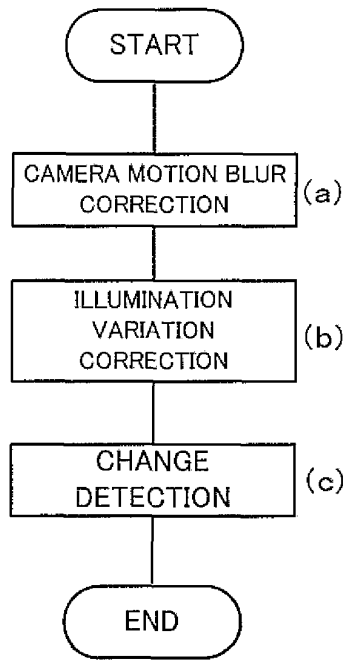 START
CAMERA MOTION BLUR
CORRECTION
(a)
ILLUMINATION
VARIATION
CORRECTION
(b)
CHANGE
DETECTION
(c)
END